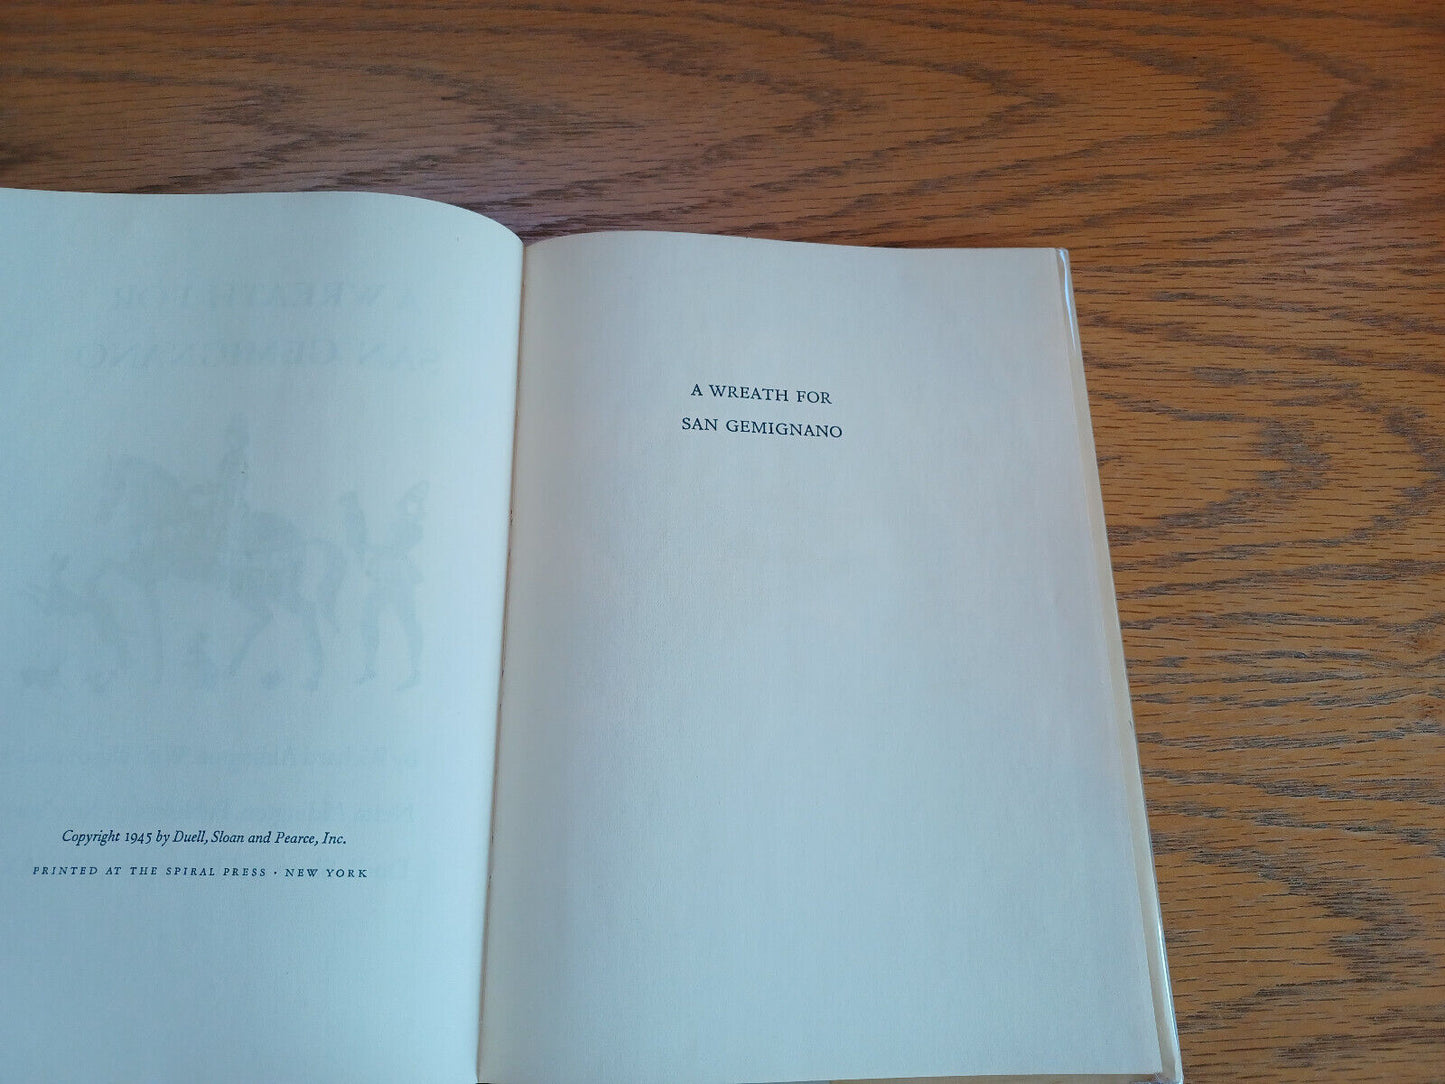 Copyright 1945 by Duell, Sloan and Pearce, Inc.
PRINTED AT THE SPIRAL PRESS · NEW YORK
A WREATH FOR
SAN GEMIGNANO